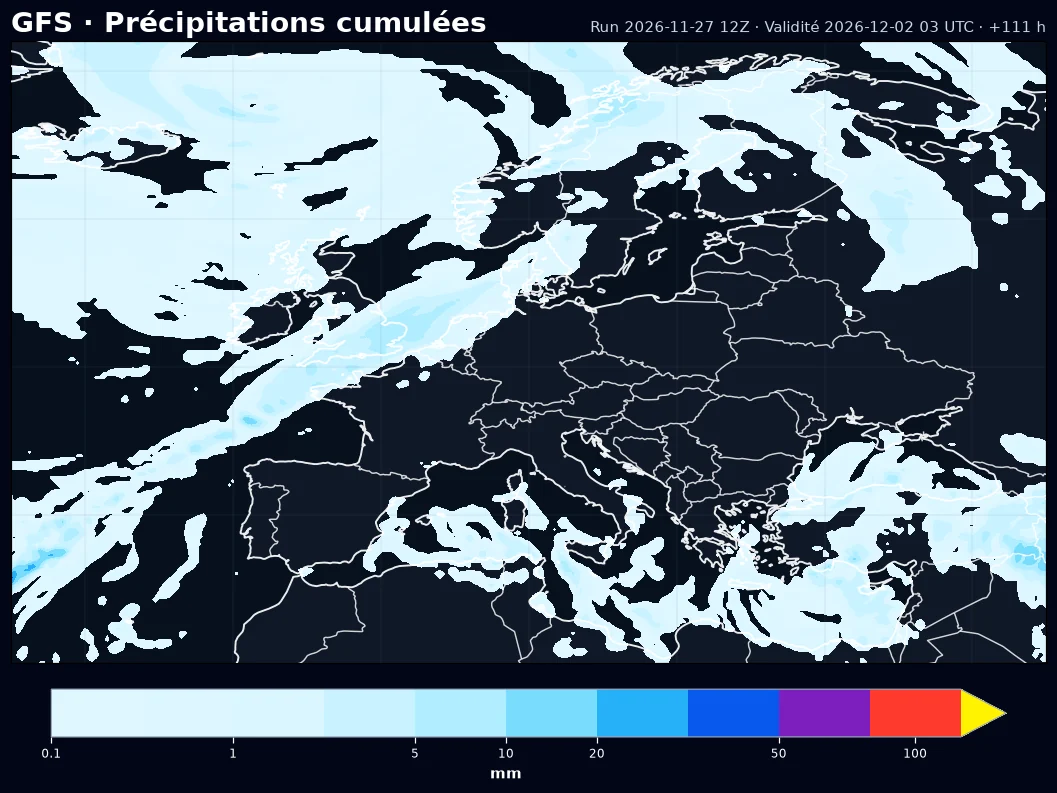 GFS · Précipitations cumulées
Run 2026-11-27 12Z · Validité 2026-12-02 03 UTC · +111 h
0.1 1 5 10 20 50 100
mm